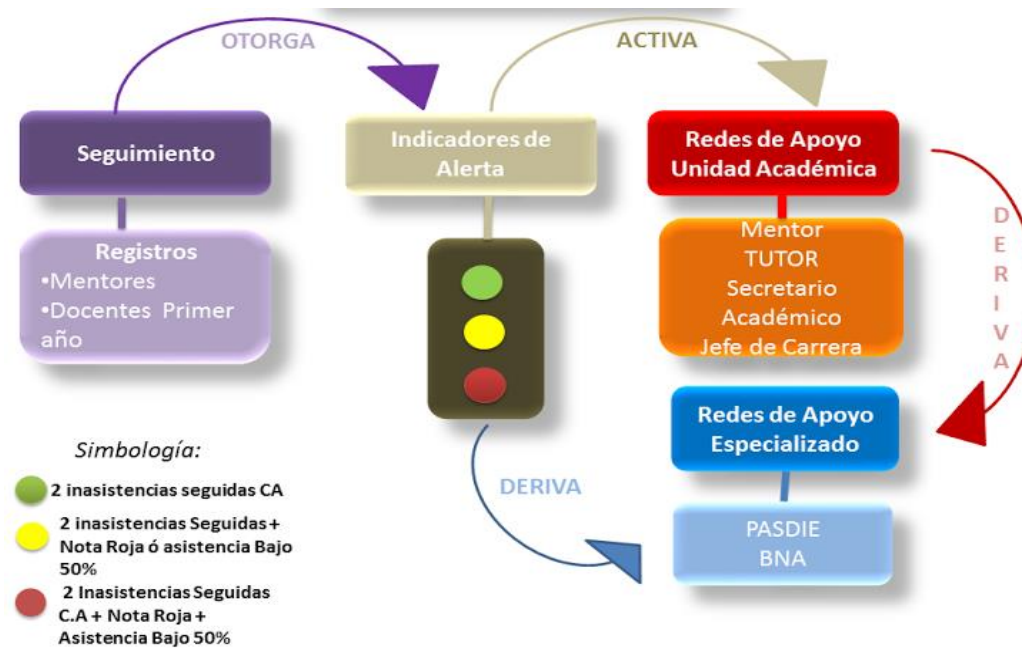 OTORGA
ACTIVA
Seguimiento
Indicadores de
Alerta
Redes de Apoyo
Unidad Académica
Registros
•Mentores
•Docentes Primer
año
Mentor
TUTOR
Secretario
Académico
Jefe de Carrera
DERIVA
Redes de Apoyo
Especializado
DERIVA
PASDIE
BNA
Simbología:
2 inasistencias seguidas CA
2 inasistencias Seguidas +
Nota Roja ó asistencia Bajo
50%
2 Inasistencias Seguidas
C.A + Nota Roja +
Asistencia Bajo 50%